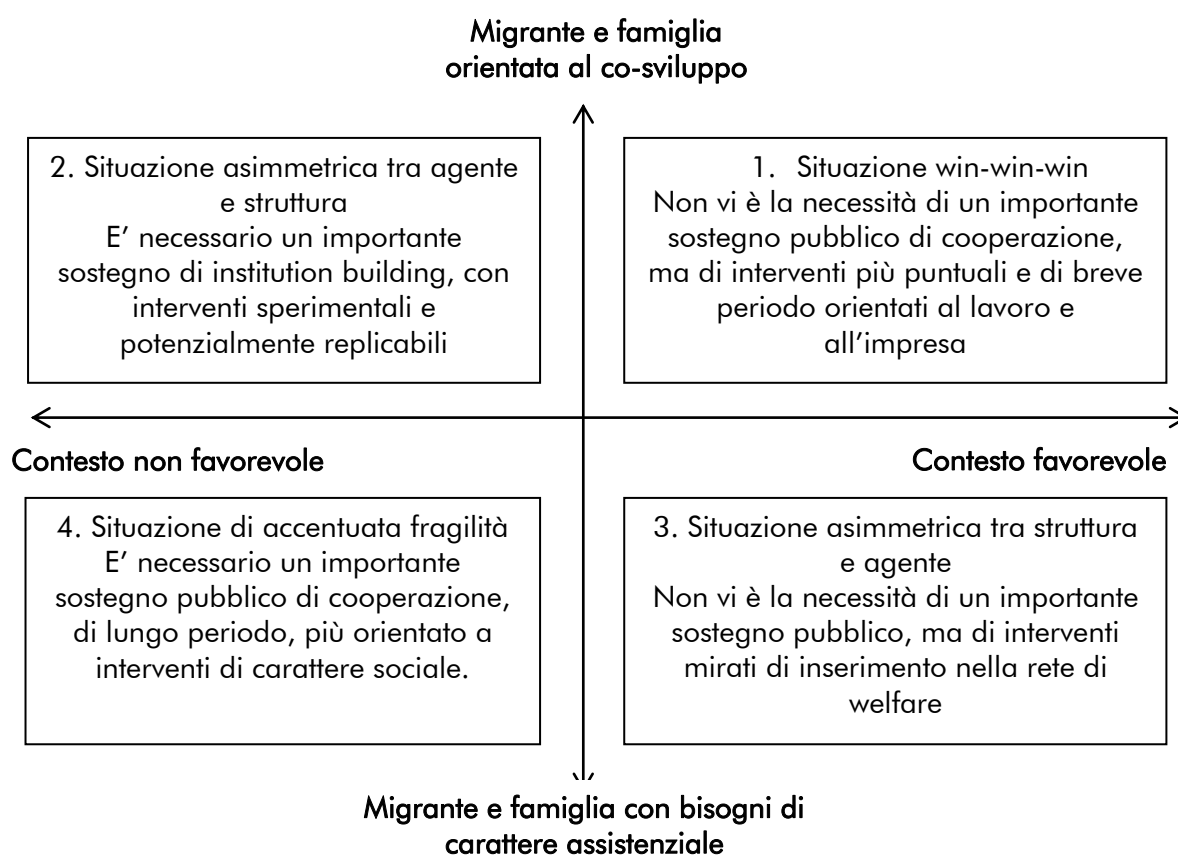 Migrante e famiglia
orientata al co-sviluppo
2. Situazione asimmetrica tra agente
e struttura
E’ necessario un importante
sostegno di institution building, con
interventi sperimentali e
potenzialmente replicabili
1. Situazione win-win-win
Non vi è la necessità di un importante
sostegno pubblico di cooperazione,
ma di interventi più puntuali e di breve
periodo orientati al lavoro e
all’impresa
Contesto non favorevole
Contesto favorevole
4. Situazione di accentuata fragilità
E’ necessario un importante
sostegno pubblico di cooperazione,
di lungo periodo, più orientato a
interventi di carattere sociale.
3. Situazione asimmetrica tra struttura
e agente
Non vi è la necessità di un importante
sostegno pubblico, ma di interventi
mirati di inserimento nella rete di
welfare
Migrante e famiglia con bisogni di
carattere assistenziale